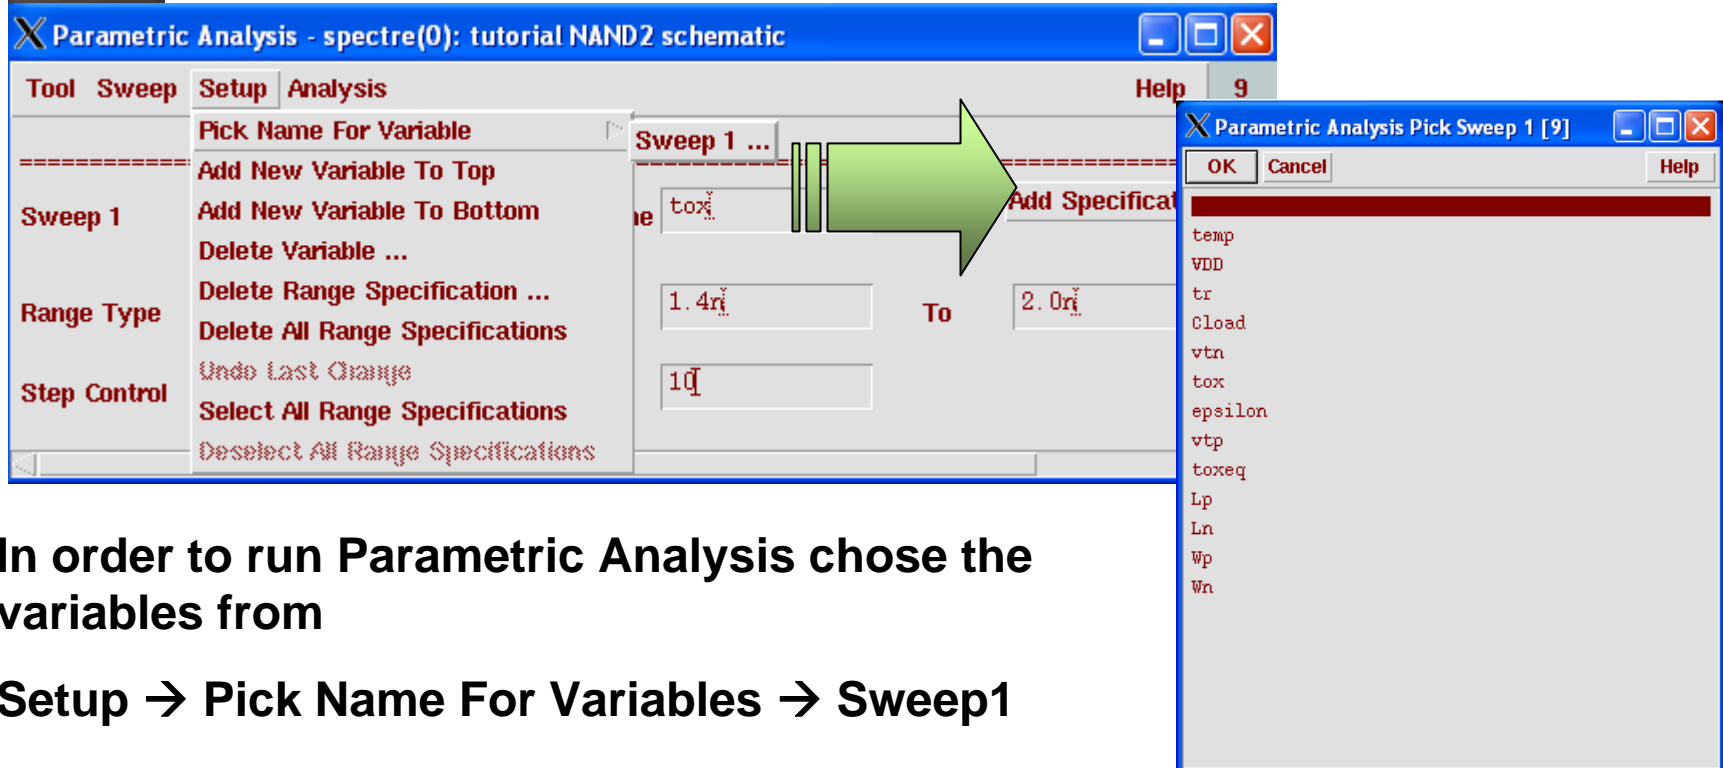 X Parametric Analysis - spectre(0): tutorial NAND2 schematic
Tool Sweep Setup Analysis Help 9
Pick Name For Variable
Sweep 1 ...
Add New Variable To Top
Add New Variable To Bottom
Delete Variable ...
Delete Range Specification ...
Delete All Range Specifications
Undo Last Change
Select All Range Specifications
Deselect All Range Specifications
Sweep 1
tox
Add Specificat
Range Type
1.4n
To
2.0n
Step Control
10
X Parametric Analysis Pick Sweep 1 [9]
OK Cancel Help
temp
VDD
tr
Cload
vtn
tox
epsilon
vtp
toxeq
Lp
Ln
Wp
Wn
In order to run Parametric Analysis chose the
variables from
Setup → Pick Name For Variables → Sweep1